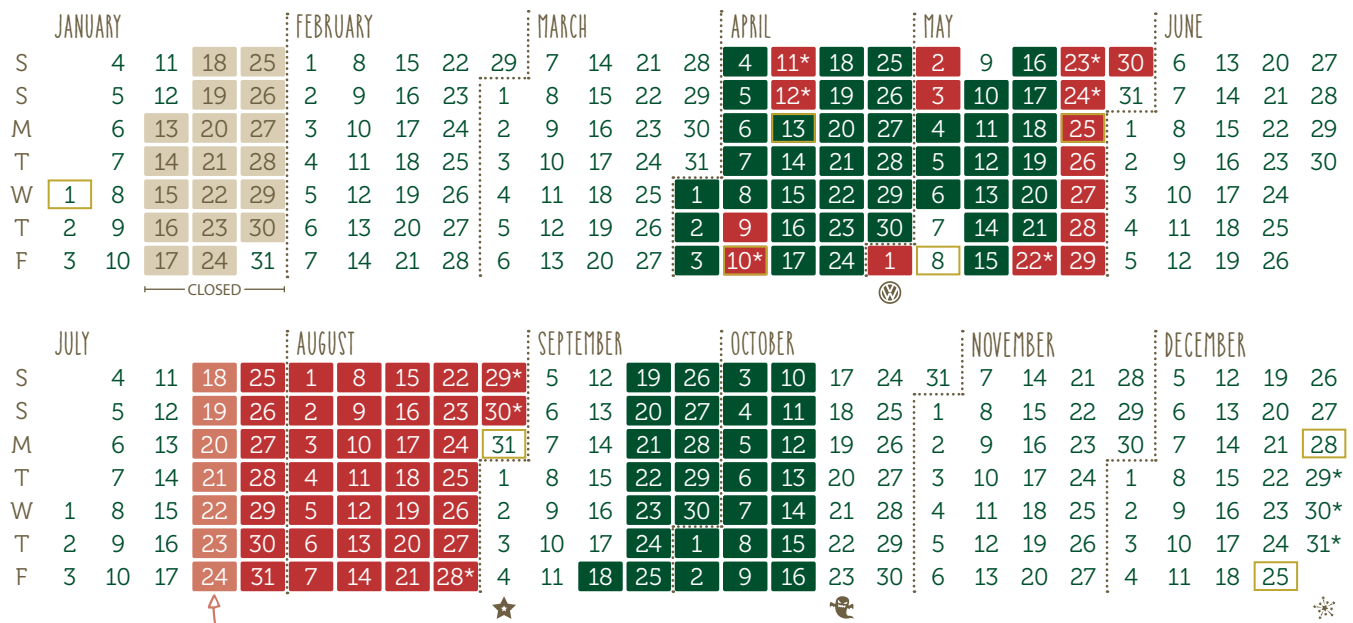 JANUARY FEBRUARY MARCH APRIL MAY JUNE
S 4 11 18 25 1 8 15 22 29 7 14 21 28 4 11* 18 25 2 9 16 23* 30 6 13 20 27
S 5 12 19 26 2 9 16 23 1 8 15 22 29 5 12* 19 26 3 10 17 24* 31 7 14 21 28
M 6 13 20 27 3 10 17 24 2 9 16 23 30 6 13 20 27 4 11 18 25 1 8 15 22 29
T 7 14 21 28 4 11 18 25 3 10 17 24 31 7 14 21 28 5 12 19 26 2 9 16 23 30
W 1 8 15 22 29 5 12 19 26 4 11 18 25 1 8 15 22 29 6 13 20 27 3 10 17 24
T 2 9 16 23 30 6 13 20 27 5 12 19 26 2 9 16 23 30 7 14 21 28 4 11 18 25
F 3 10 17 24 31 7 14 21 28 6 13 20 27 3 10* 17 24 1 8 15 22* 29 5 12 19 26
CLOSED
JULY AUGUST SEPTEMBER OCTOBER NOVEMBER DECEMBER
S 4 11 18 25 1 8 15 22 29* 5 12 19 26 3 10 17 24 31 7 14 21 28 5 12 19 26
S 5 12 19 26 2 9 16 23 30* 6 13 20 27 4 11 18 25 1 8 15 22 29 6 13 20 27
M 6 13 20 27 3 10 17 24 31 7 14 21 28 5 12 19 26 2 9 16 23 30 7 14 21 28
T 7 14 21 28 4 11 18 25 1 8 15 22 29 6 13 20 27 3 10 17 24 1 8 15 22 29*
W 1 8 15 22 29 5 12 19 26 2 9 16 23 30 7 14 21 28 4 11 18 25 2 9 16 23 30*
T 2 9 16 23 30 6 13 20 27 3 10 17 24 1 8 15 22 29 5 12 19 26 3 10 17 24 31*
F 3 10 17 24 31 7 14 21 28* 4 11 18 25 2 9 16 23 30 6 13 20 27 4 11 18 25